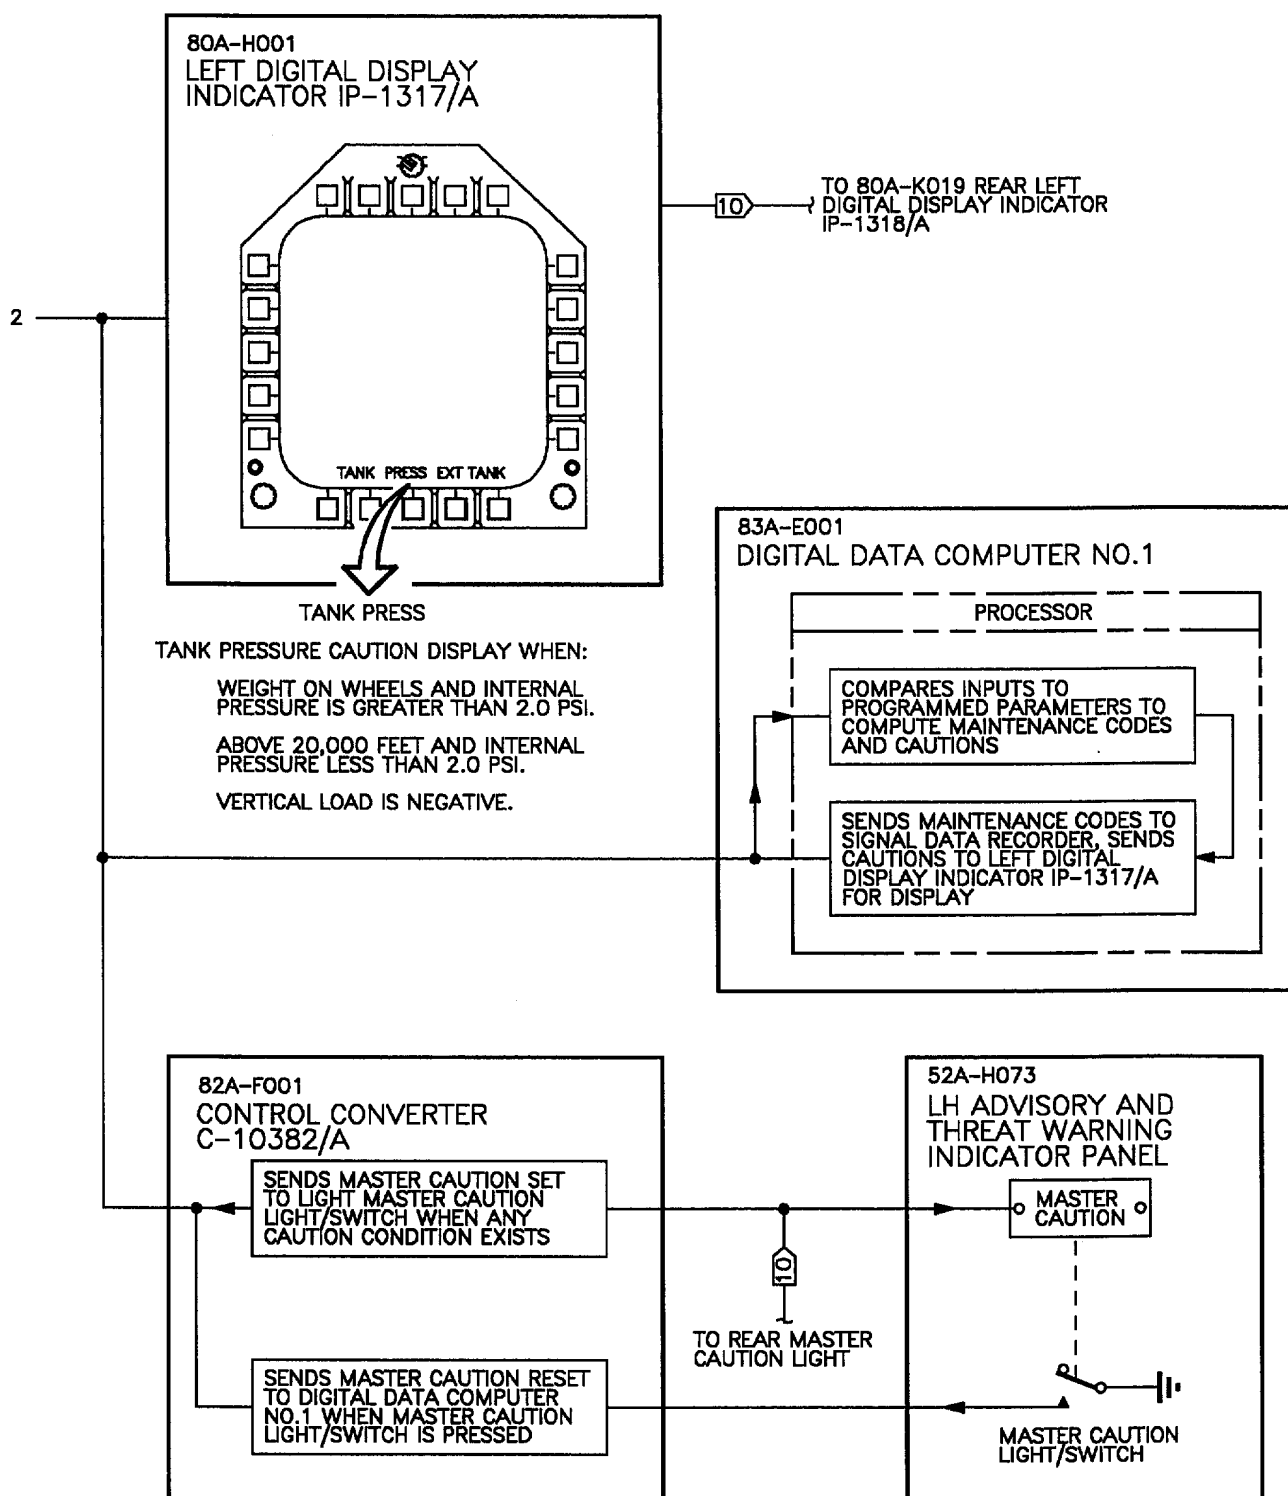 80A-H001
LEFT DIGITAL DISPLAY
INDICATOR IP-1317/A
10
TO 80A-K019 REAR LEFT
DIGITAL DISPLAY INDICATOR
IP-1318/A
2
TANK PRESS EXT TANK
TANK PRESS
TANK PRESSURE CAUTION DISPLAY WHEN:
WEIGHT ON WHEELS AND INTERNAL
PRESSURE IS GREATER THAN 2.0 PSI.
ABOVE 20,000 FEET AND INTERNAL
PRESSURE LESS THAN 2.0 PSI.
VERTICAL LOAD IS NEGATIVE.
83A-E001
DIGITAL DATA COMPUTER NO.1
PROCESSOR
COMPARES INPUTS TO
PROGRAMMED PARAMETERS TO
COMPUTE MAINTENANCE CODES
AND CAUTIONS
SENDS MAINTENANCE CODES TO
SIGNAL DATA RECORDER, SENDS
CAUTIONS TO LEFT DIGITAL
DISPLAY INDICATOR IP-1317/A
FOR DISPLAY
82A-F001
CONTROL CONVERTER
C-10382/A
SENDS MASTER CAUTION SET
TO LIGHT MASTER CAUTION
LIGHT/SWITCH WHEN ANY
CAUTION CONDITION EXISTS
SENDS MASTER CAUTION RESET
TO DIGITAL DATA COMPUTER
NO.1 WHEN MASTER CAUTION
LIGHT/SWITCH IS PRESSED
10
TO REAR MASTER
CAUTION LIGHT
52A-H073
LH ADVISORY AND
THREAT WARNING
INDICATOR PANEL
MASTER
CAUTION
MASTER CAUTION
LIGHT/SWITCH